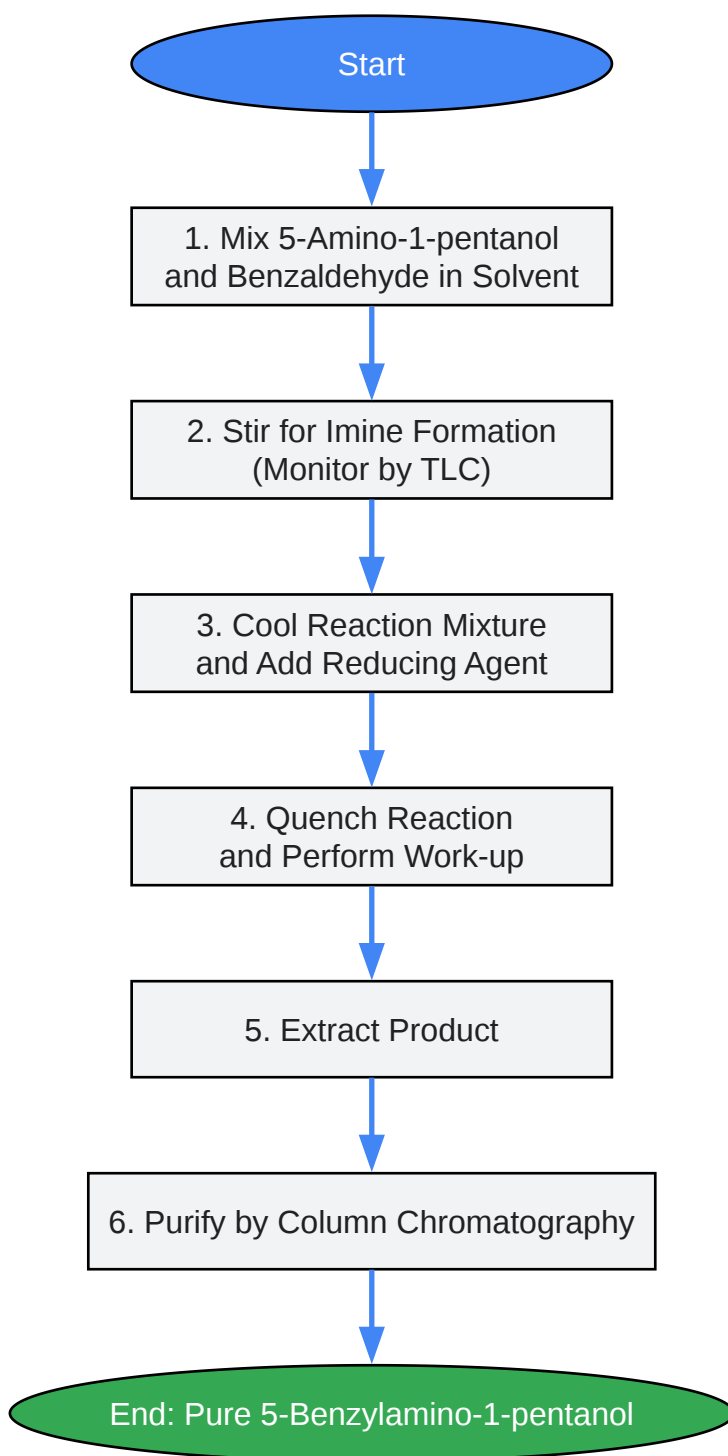 Start
1. Mix 5-Amino-1-pentanol
and Benzaldehyde in Solvent
2. Stir for Imine Formation
(Monitor by TLC)
3. Cool Reaction Mixture
and Add Reducing Agent
4. Quench Reaction
and Perform Work-up
5. Extract Product
6. Purify by Column Chromatography
End: Pure 5-Benzylamino-1-pentanol